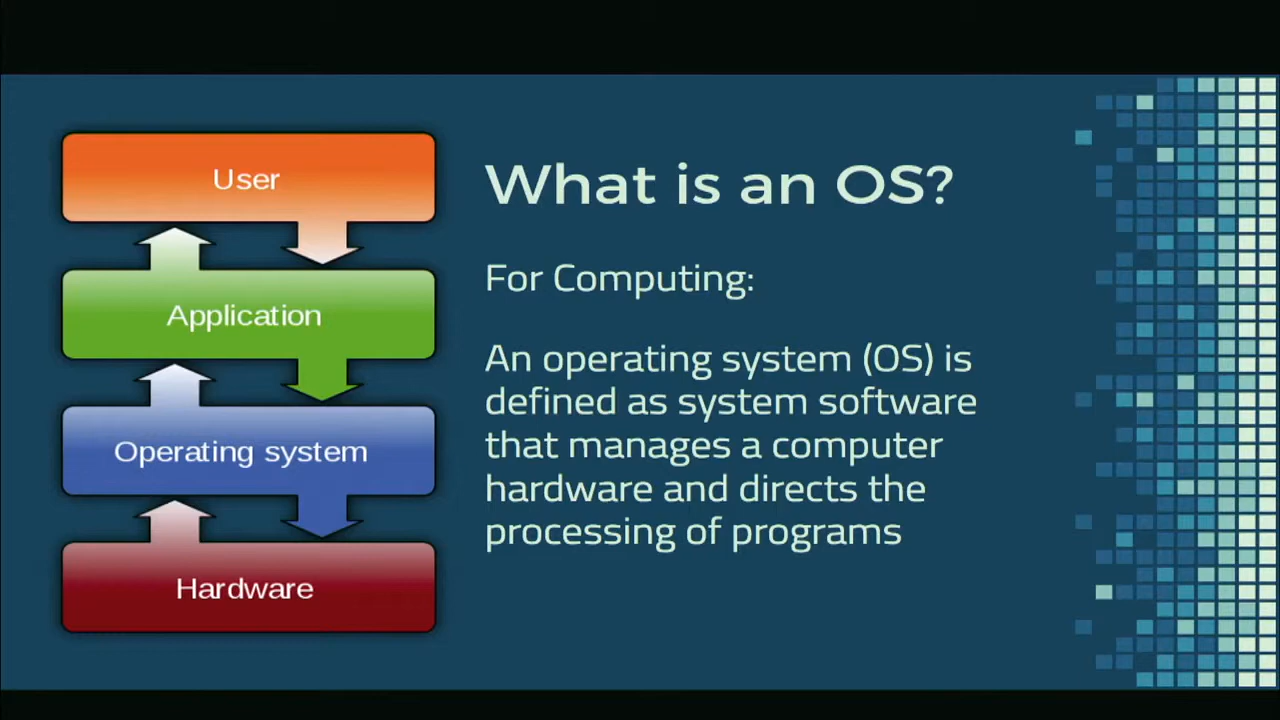 User
Application
Operating system
Hardware
What is an OS?
For Computing:
An operating system (OS) is
defined as system software
that manages a computer
hardware and directs the
processing of programs